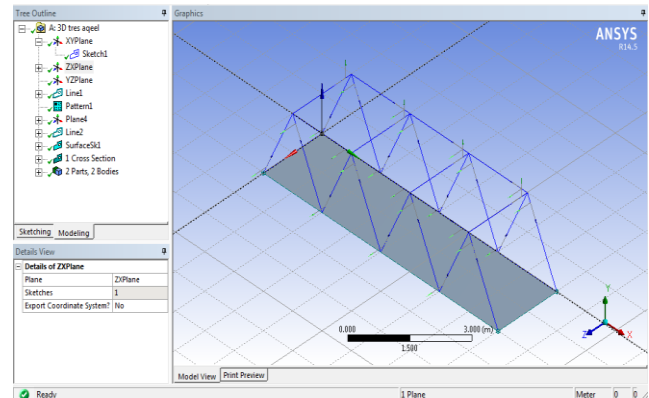 Tree Outline
A: 3D tres aqeel
XYPlane
Sketch1
ZXPlane
YZPlane
Line1
Pattern1
Plane4
Line2
SurfaceSk1
1 Cross Section
2 Parts, 2 Bodies
Sketching Modeling
Details View
Details of ZXPlane
Plane ZXPlane
Sketches 1
Export Coordinate System? No
Graphics
ANSYS
R14.5
0.000 3.000 (m)
1.500
Y
Z X
Model View Print Preview
Ready 1 Plane Meter 0 0